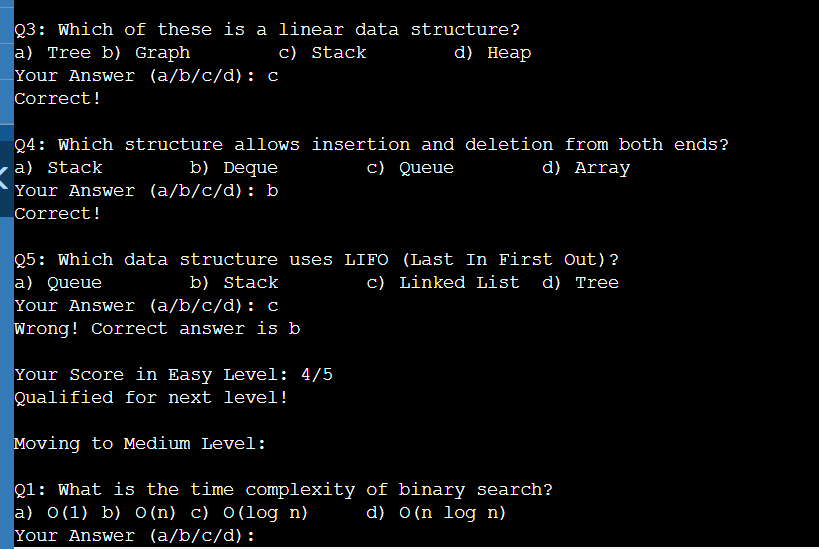 Q3: Which of these is a linear data structure?
a) Tree b) Graph        c) Stack        d) Heap
Your Answer (a/b/c/d): c
Correct!
Q4: Which structure allows insertion and deletion from both ends?
a) Stack        b) Deque        c) Queue        d) Array
Your Answer (a/b/c/d): b
Correct!
Q5: Which data structure uses LIFO (Last In First Out)?
a) Queue        b) Stack        c) Linked List  d) Tree
Your Answer (a/b/c/d): c
Wrong! Correct answer is b
Your Score in Easy Level: 4/5
Qualified for next level!
Moving to Medium Level:
Q1: What is the time complexity of binary search?
a) O(1) b) O(n) c) O(log n)     d) O(n log n)
Your Answer (a/b/c/d):